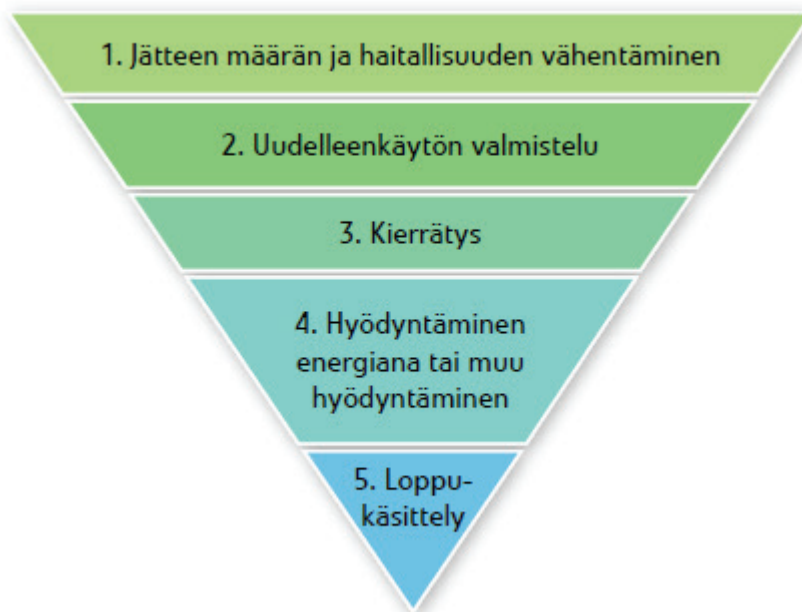 1. Jätteen määrän ja haitallisuuden vähentäminen
2. Uudelleenkäytön valmistelu
3. Kierrätys
4. Hyödyntäminen
energiana tai muu
hyödyntäminen
5. Loppu-
käsittely